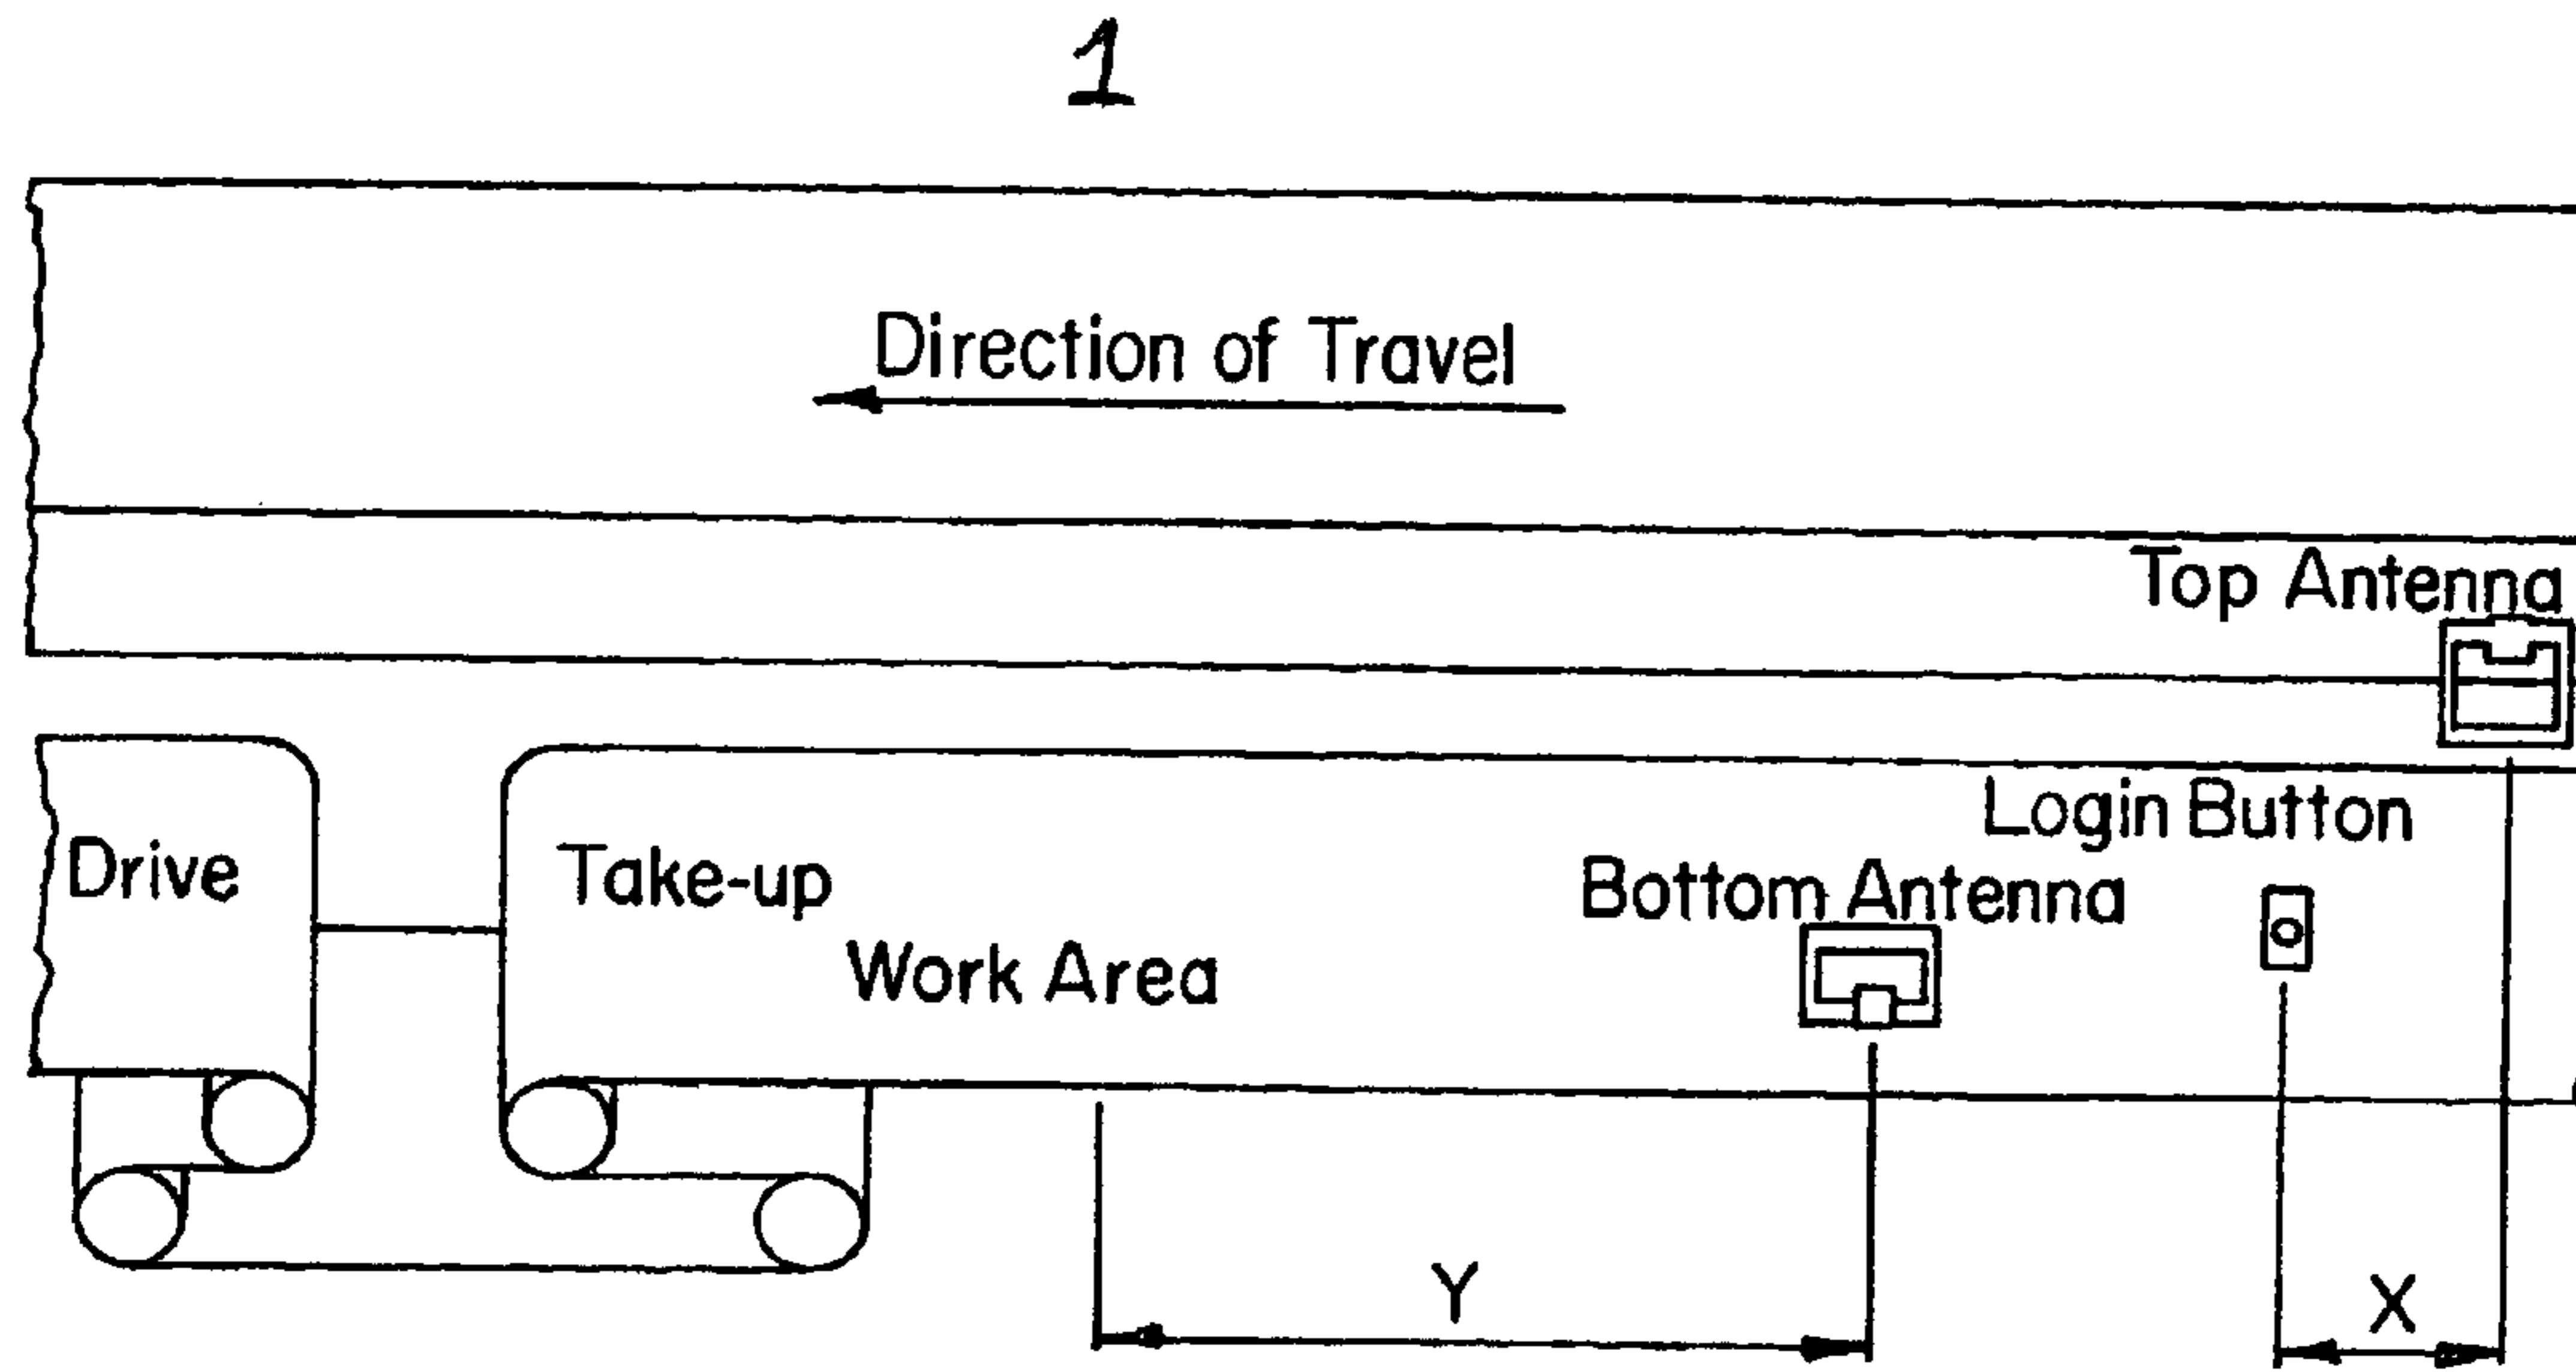 1
Direction of Travel
Top Antenna
Login Button
Drive
Take-up
Bottom Antenna
Work Area
Y
X